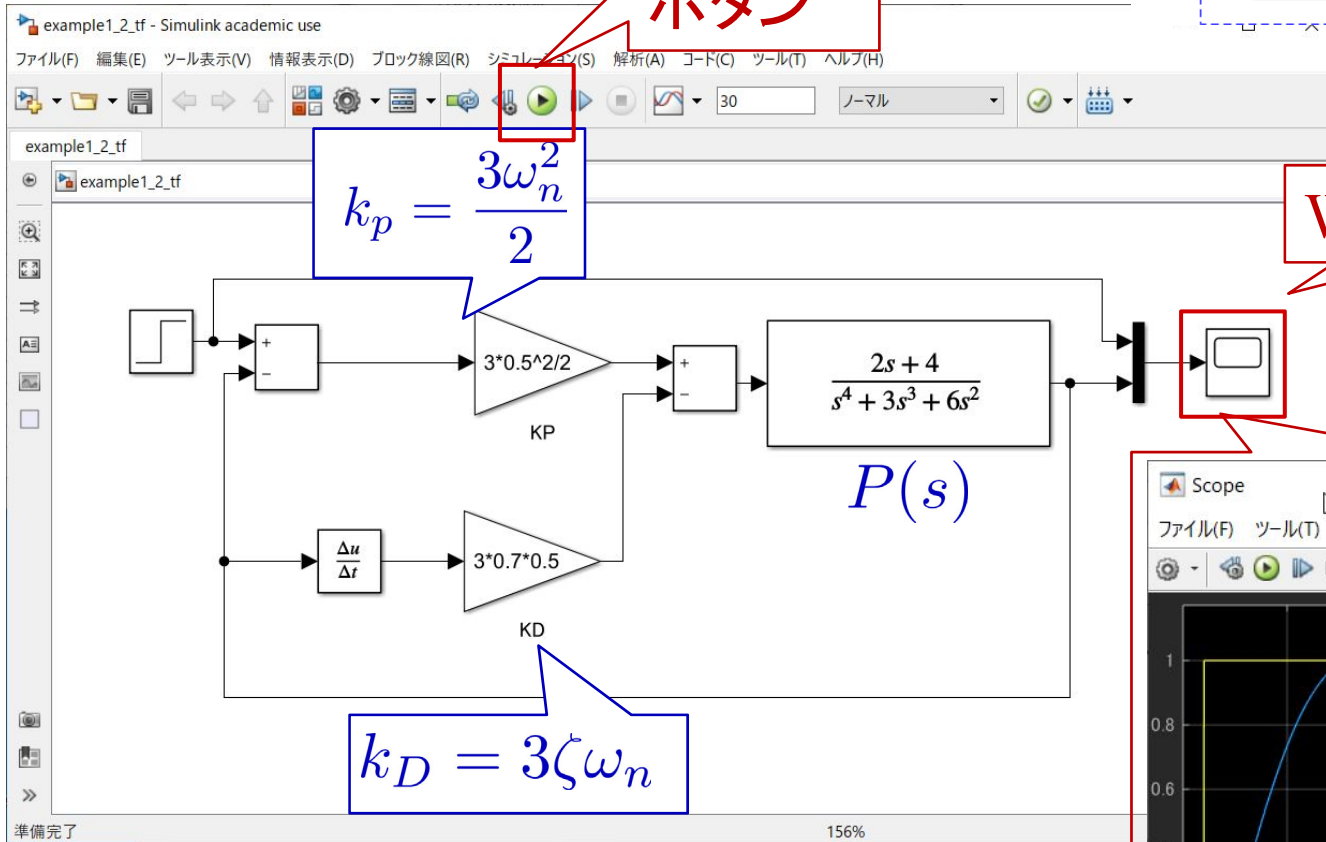 ボタン
example1_2_tf - Simulink academic use
ファイル(F) 編集(E) ツール表示(V) 情報表示(D) ブロック線図(R) シミュレーション(S) 解析(A) コード(C) ツール(T) ヘルプ(H)
30 ノーマル
example1_2_tf
example1_2_tf
k_p = 3ω_n^2/2
+
−
3*0.5^2/2
KP
+
−
2s + 4
s^4 + 3s^3 + 6s^2
P(s)
Δu
Δt
3*0.7*0.5
KD
k_D = 3ζω_n
Scope
ファイル(F) ツール(T)
1
0.8
0.6
準備完了 156%